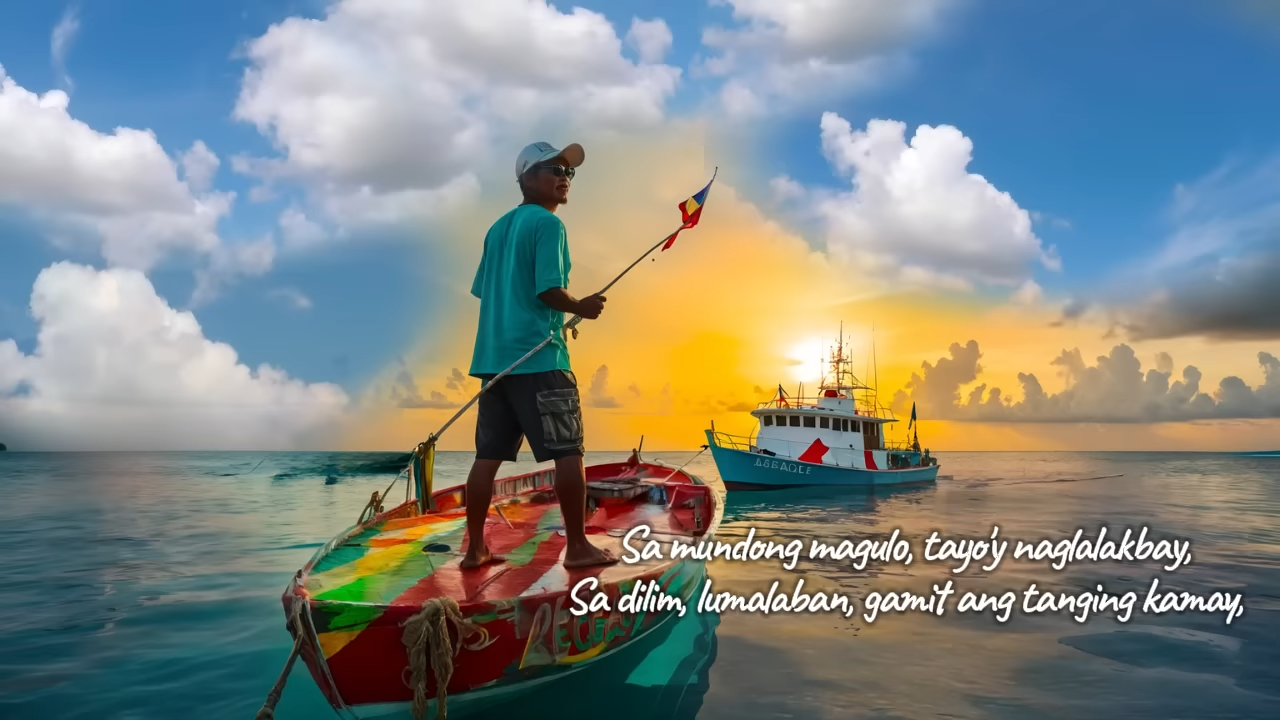 Sa mundong magulo, tayo'y naglalakbay,
Sa dilim, lumalaban, gamit ang tanging kamay,